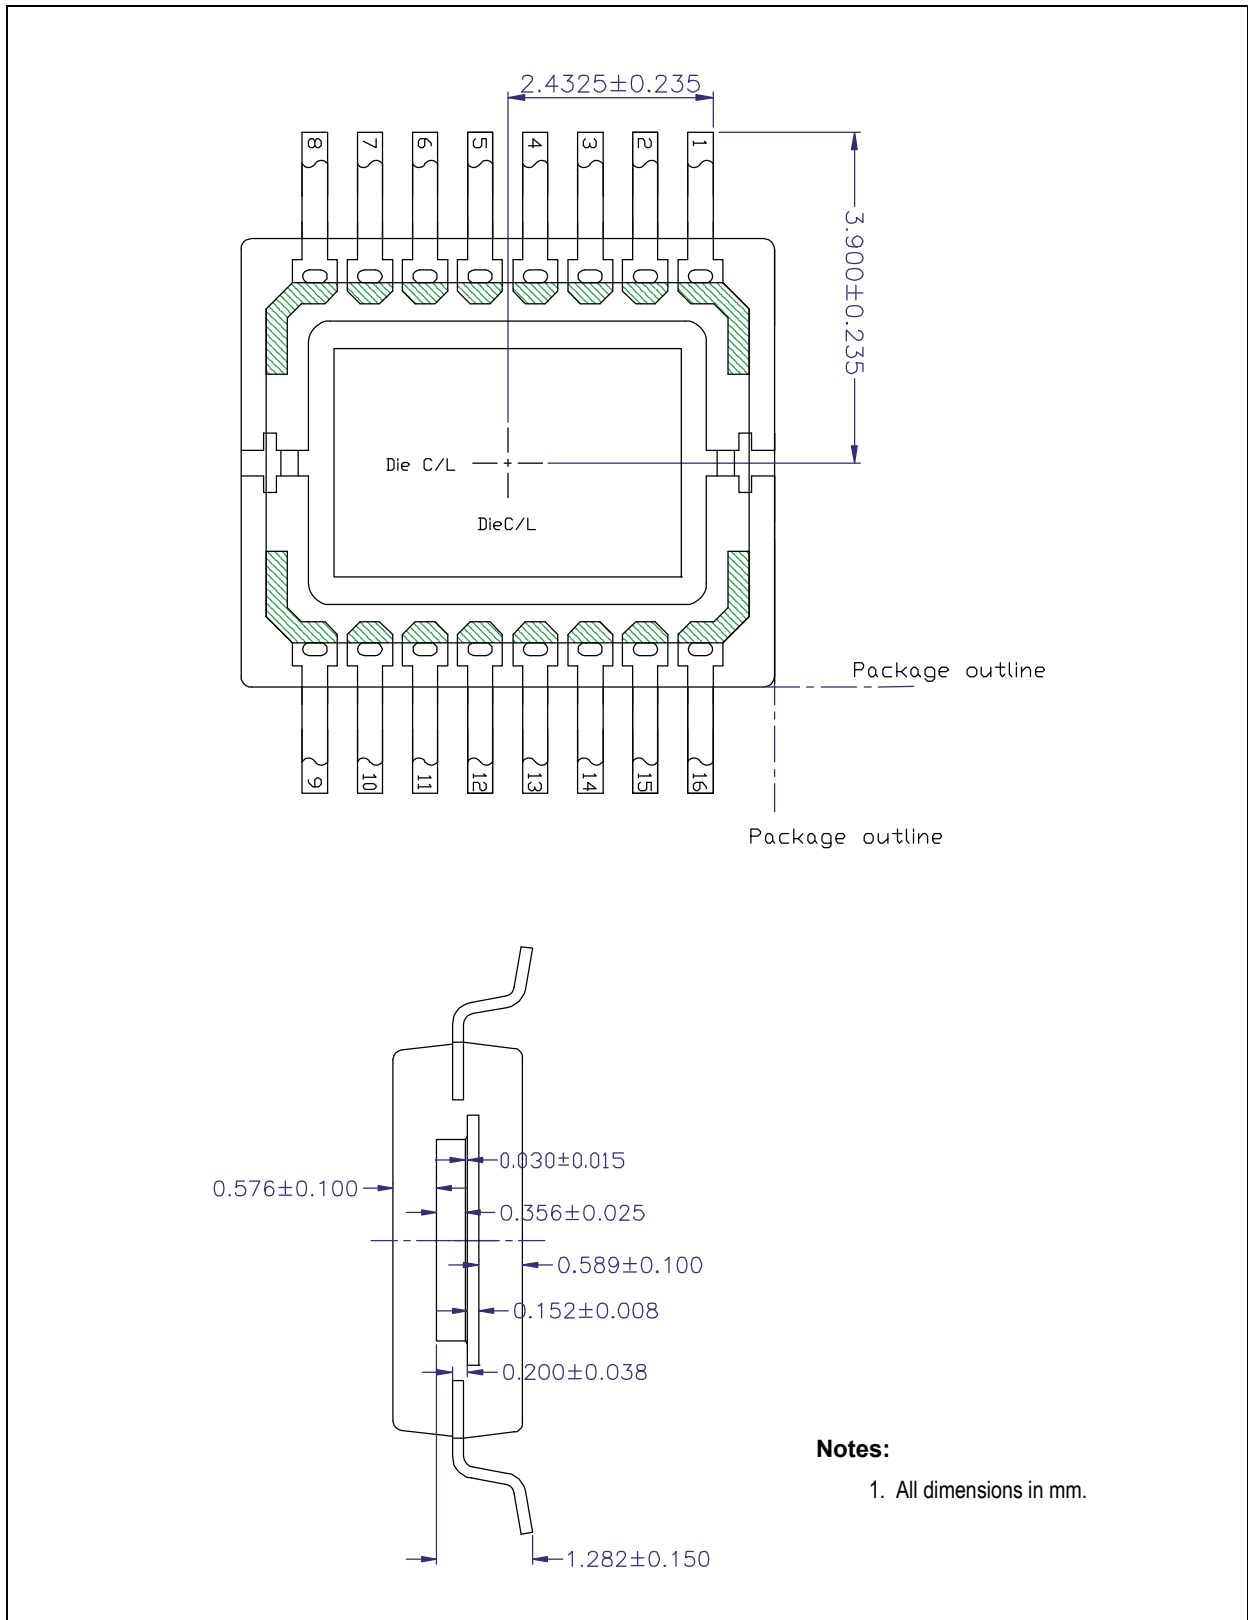 2.4325±0.235
8 7 6 5 4 3 2 1
3.900±0.235
Die C/L
DieC/L
Package outline
9 10 11 12 13 14 15 16
Package outline
0.030±0.015
0.576±0.100
0.356±0.025
0.589±0.100
0.152±0.008
0.200±0.038
Notes:
1. All dimensions in mm.
1.282±0.150